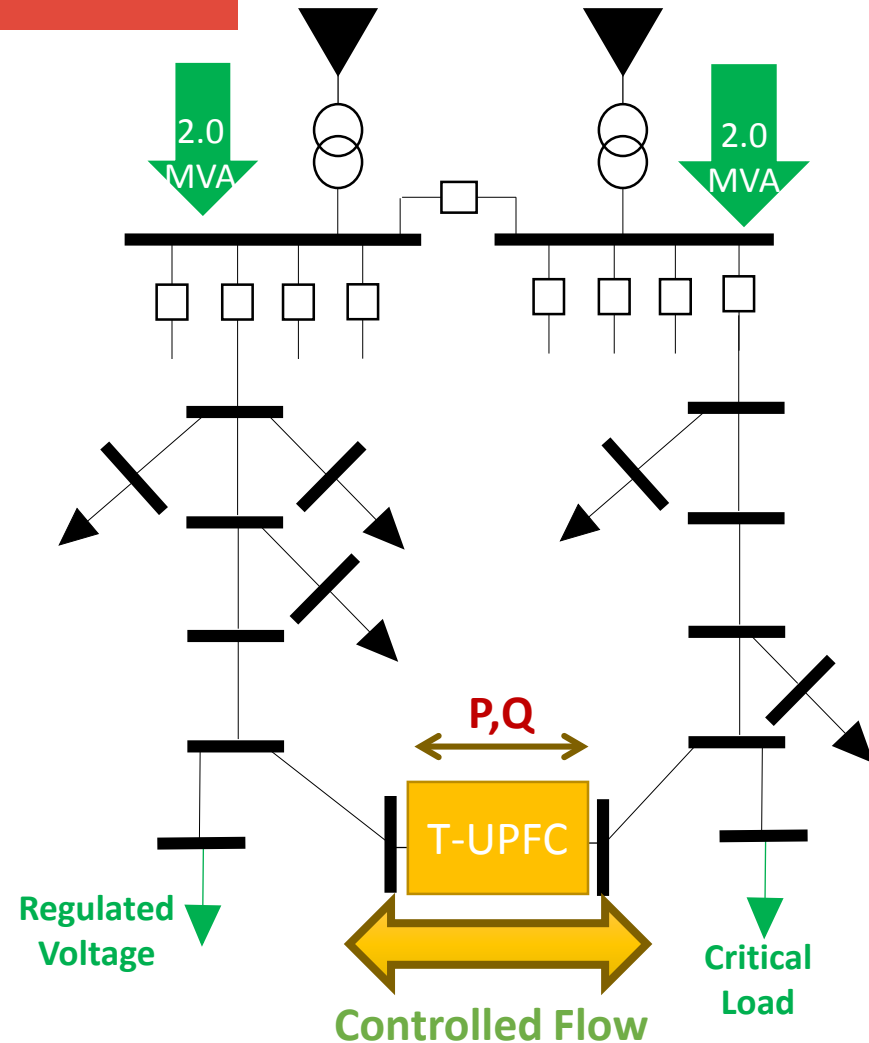 2.0
MVA
2.0
MVA
P,Q
T-UPFC
Regulated
Voltage
Critical
Load
Controlled Flow